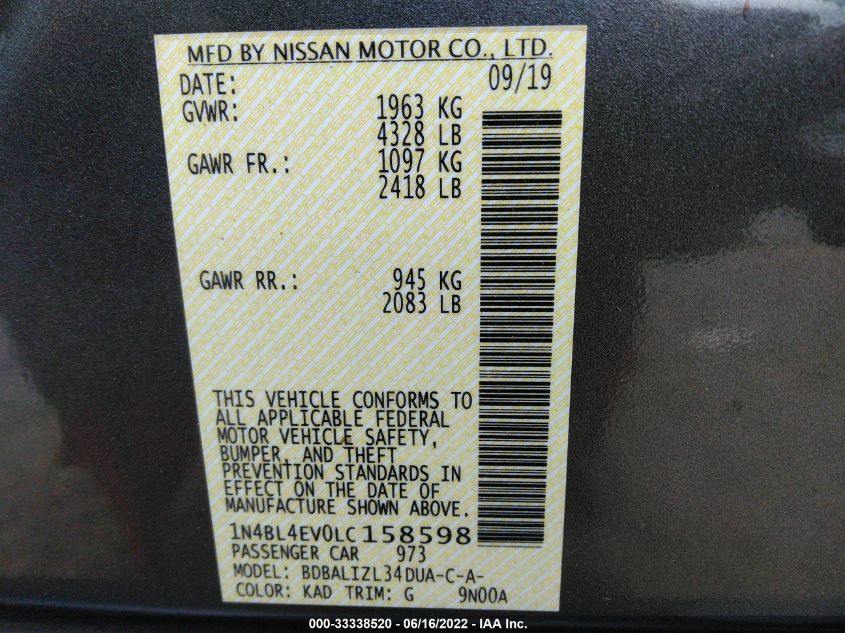 MFD BY NISSAN MOTOR CO., LTD.
DATE: 09/19
GVWR: 1963 KG
4328 LB
GAWR FR.: 1097 KG
2418 LB
GAWR RR.: 945 KG
2083 LB
THIS VEHICLE CONFORMS TO
ALL APPLICABLE FEDERAL
MOTOR VEHICLE SAFETY,
BUMPER, AND THEFT
PREVENTION STANDARDS IN
EFFECT ON THE DATE OF
MANUFACTURE SHOWN ABOVE.
1N4BL4EV0LC158598
PASSENGER CAR 973
MODEL: BDBALIZL34DUA-C-A-
COLOR: KAD TRIM: G 9N00A
000-33338520 - 06/16/2022 - IAA Inc.